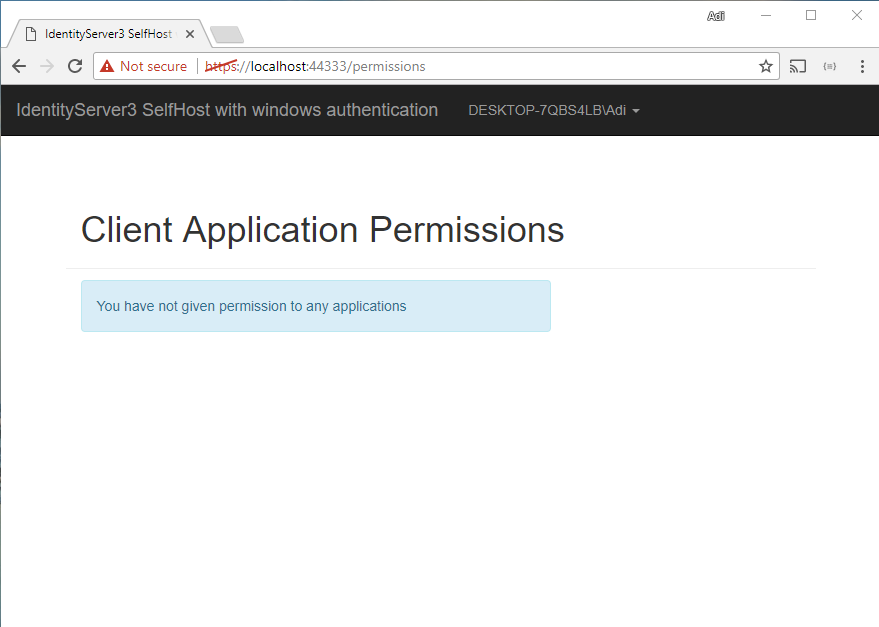 Adi
IdentityServer3 SelfHost
Not secure
https://localhost:44333/permissions
IdentityServer3 SelfHost with windows authentication
DESKTOP-7QBS4LB\Adi
Client Application Permissions
You have not given permission to any applications